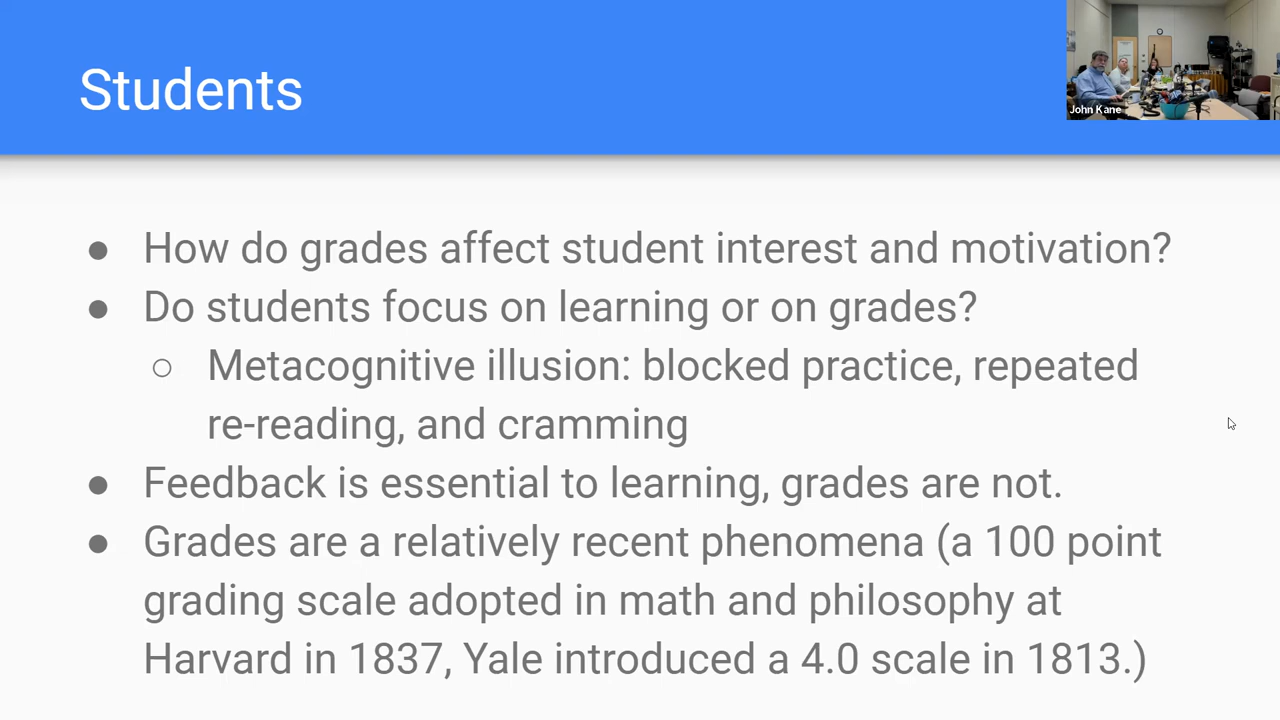 Students
John Kane
● How do grades affect student interest and motivation?
● Do students focus on learning or on grades?
○ Metacognitive illusion: blocked practice, repeated
re-reading, and cramming
● Feedback is essential to learning, grades are not.
● Grades are a relatively recent phenomena (a 100 point
grading scale adopted in math and philosophy at
Harvard in 1837, Yale introduced a 4.0 scale in 1813.)